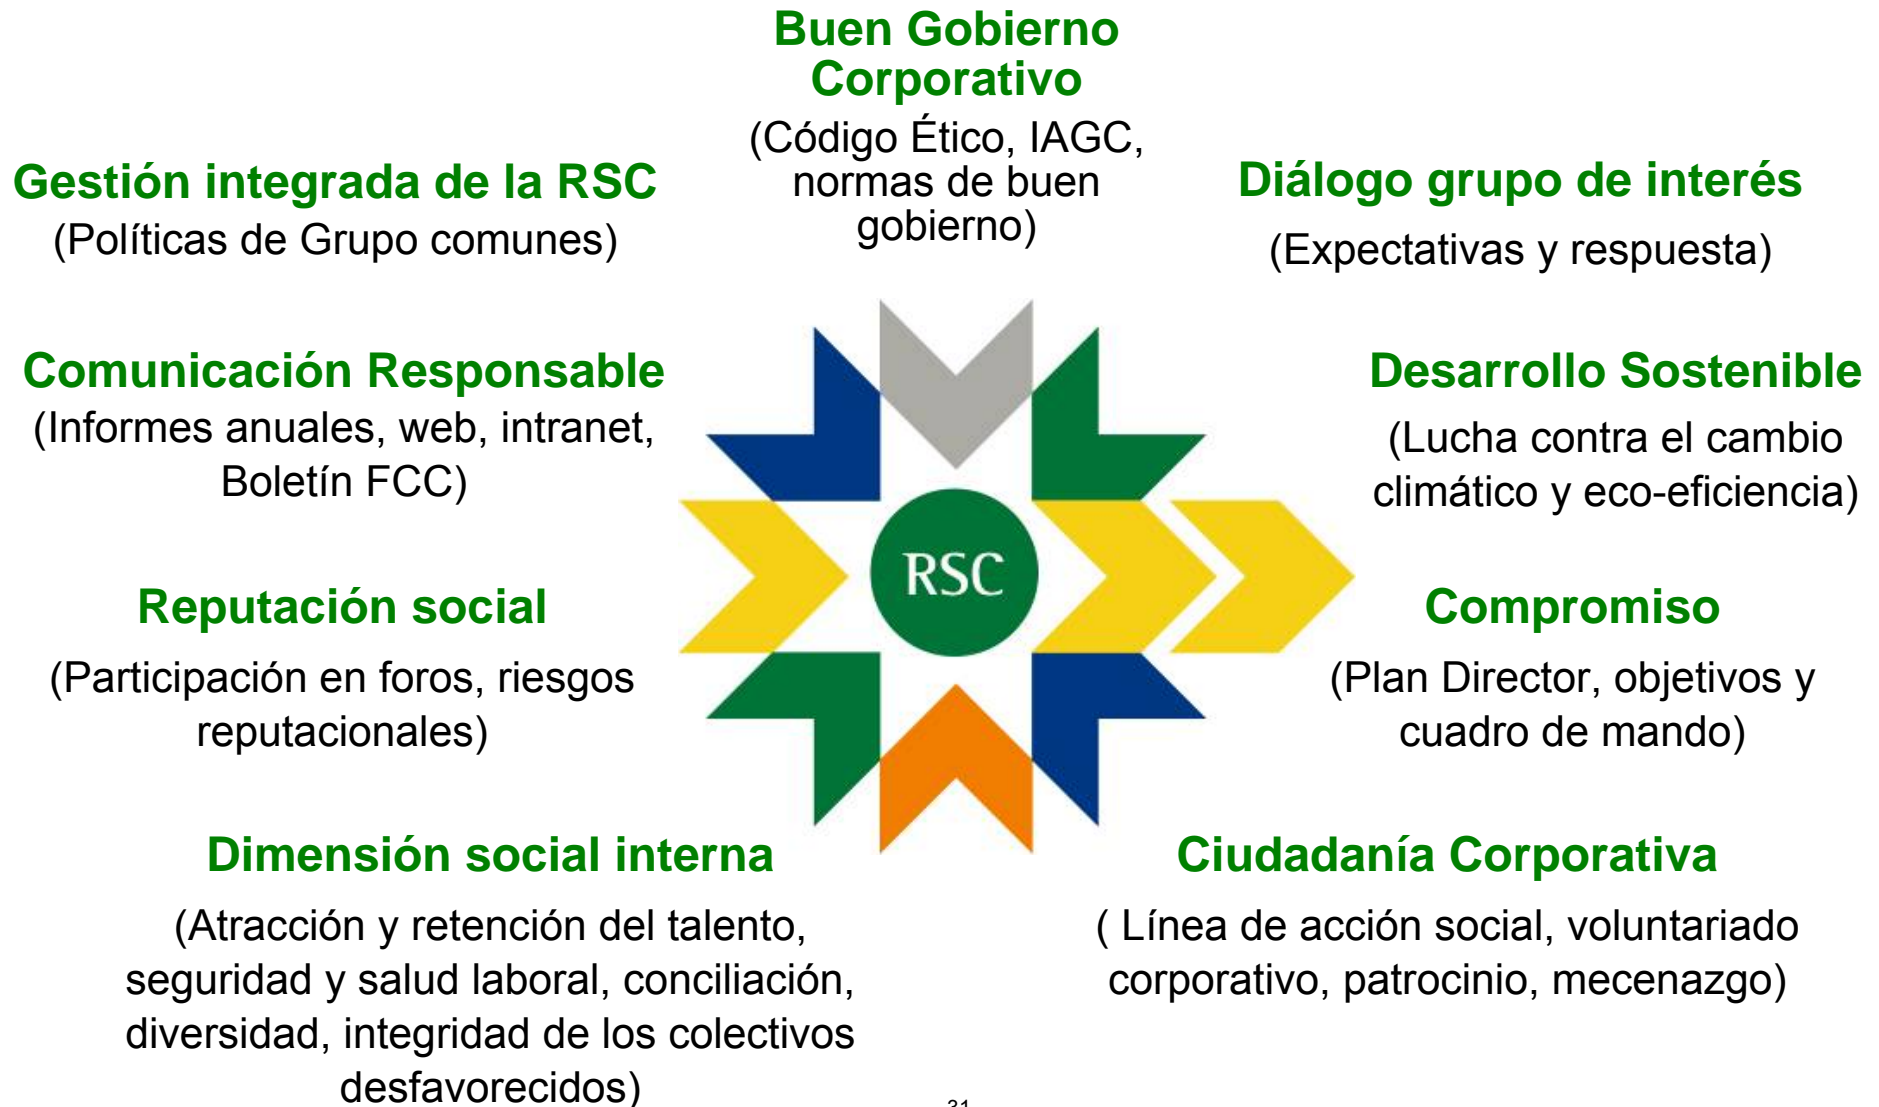 Buen Gobierno
Corporativo
(Código Ético, IAGC,
normas de buen
gobierno)
Gestión integrada de la RSC
(Políticas de Grupo comunes)
Diálogo grupo de interés
(Expectativas y respuesta)
Comunicación Responsable
(Informes anuales, web, intranet,
Boletín FCC)
Desarrollo Sostenible
(Lucha contra el cambio
climático y eco-eficiencia)
RSC
Reputación social
(Participación en foros, riesgos
reputacionales)
Compromiso
(Plan Director, objetivos y
cuadro de mando)
Dimensión social interna
(Atracción y retención del talento,
seguridad y salud laboral, conciliación,
diversidad, integridad de los colectivos
desfavorecidos)
Ciudadanía Corporativa
( Línea de acción social, voluntariado
corporativo, patrocinio, mecenazgo)
31